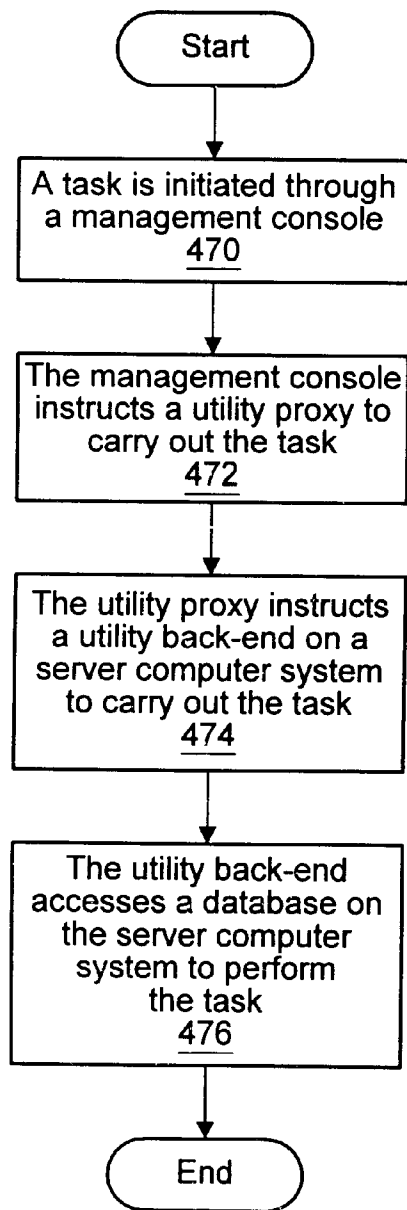 Start
A task is initiated through
a management console
470
The management console
instructs a utility proxy to
carry out the task
472
The utility proxy instructs
a utility back-end on a
server computer system
to carry out the task
474
The utility back-end
accesses a database on
the server computer
system to perform
the task
476
End